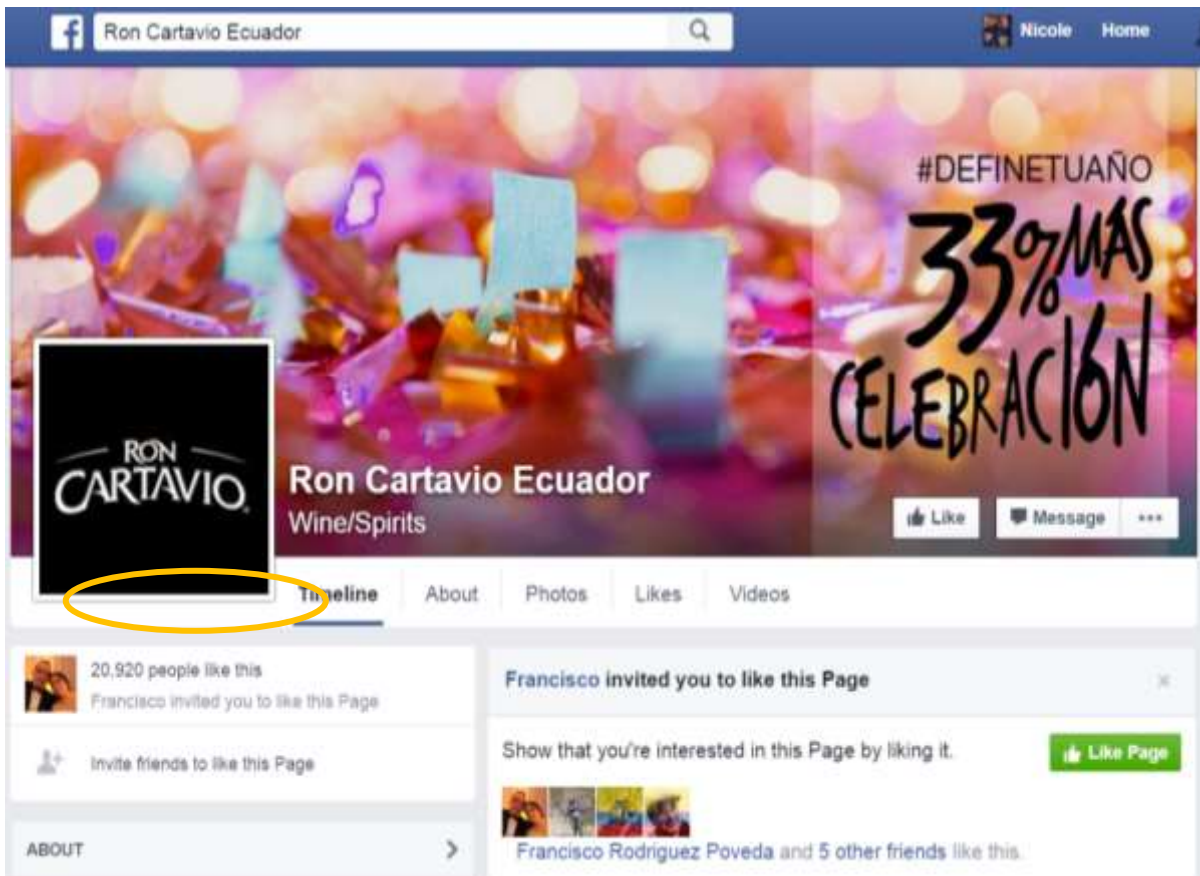 f
Ron Cartavio Ecuador
Nicole Home
#DEFINETUAÑO
33% MÁS
CELEBRACIÓN
RON
CARTAVIO
Ron Cartavio Ecuador
Wine/Spirits
Like Message
Timeline About Photos Likes Videos
20,920 people like this
Francisco invited you to like this Page
Invite friends to like this Page
ABOUT
Francisco invited you to like this Page
Show that you're interested in this Page by liking it.
Like Page
Francisco Rodriguez Poveda and 5 other friends like this.